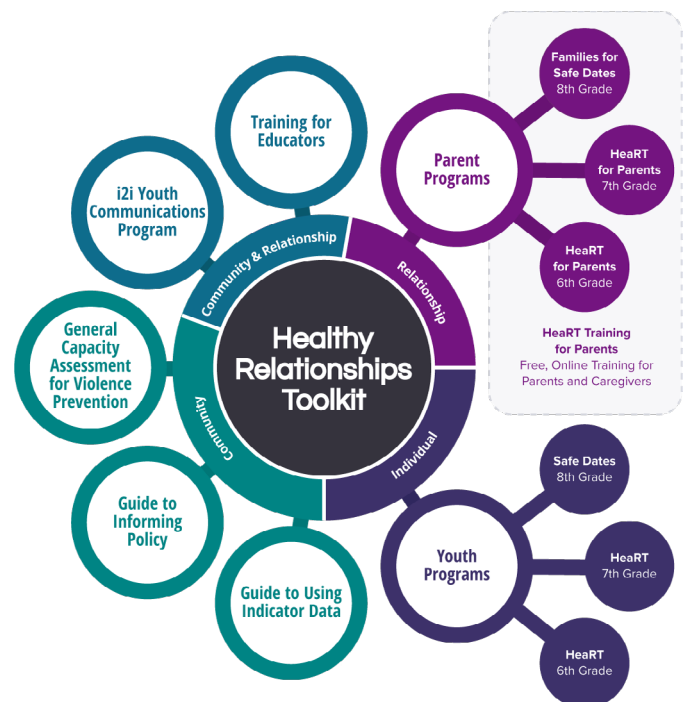 Healthy
Relationships
Toolkit
Community & Relationship
Relationship
Individual
Community
Training for
Educators
i2i Youth
Communications
Program
General
Capacity
Assessment
for Violence
Prevention
Guide to
Informing
Policy
Guide to Using
Indicator Data
Parent
Programs
Families for
Safe Dates
8th Grade
HeaRT
for Parents
7th Grade
HeaRT
for Parents
6th Grade
HeaRT Training
for Parents
Free, Online Training for
Parents and Caregivers
Youth
Programs
Safe Dates
8th Grade
HeaRT
7th Grade
HeaRT
6th Grade